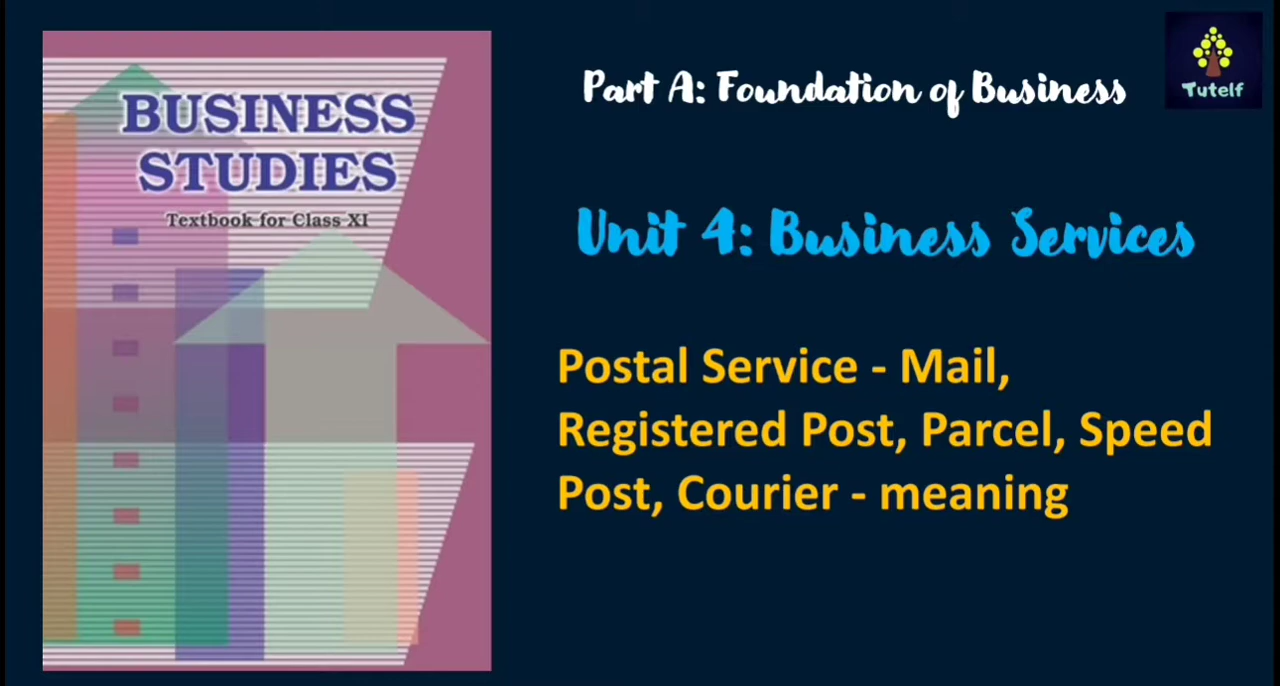 BUSINESS
STUDIES
Textbook for Class XI
Part A: Foundation of Business
Tutelf
Unit 4: Business Services
Postal Service - Mail,
Registered Post, Parcel, Speed
Post, Courier - meaning